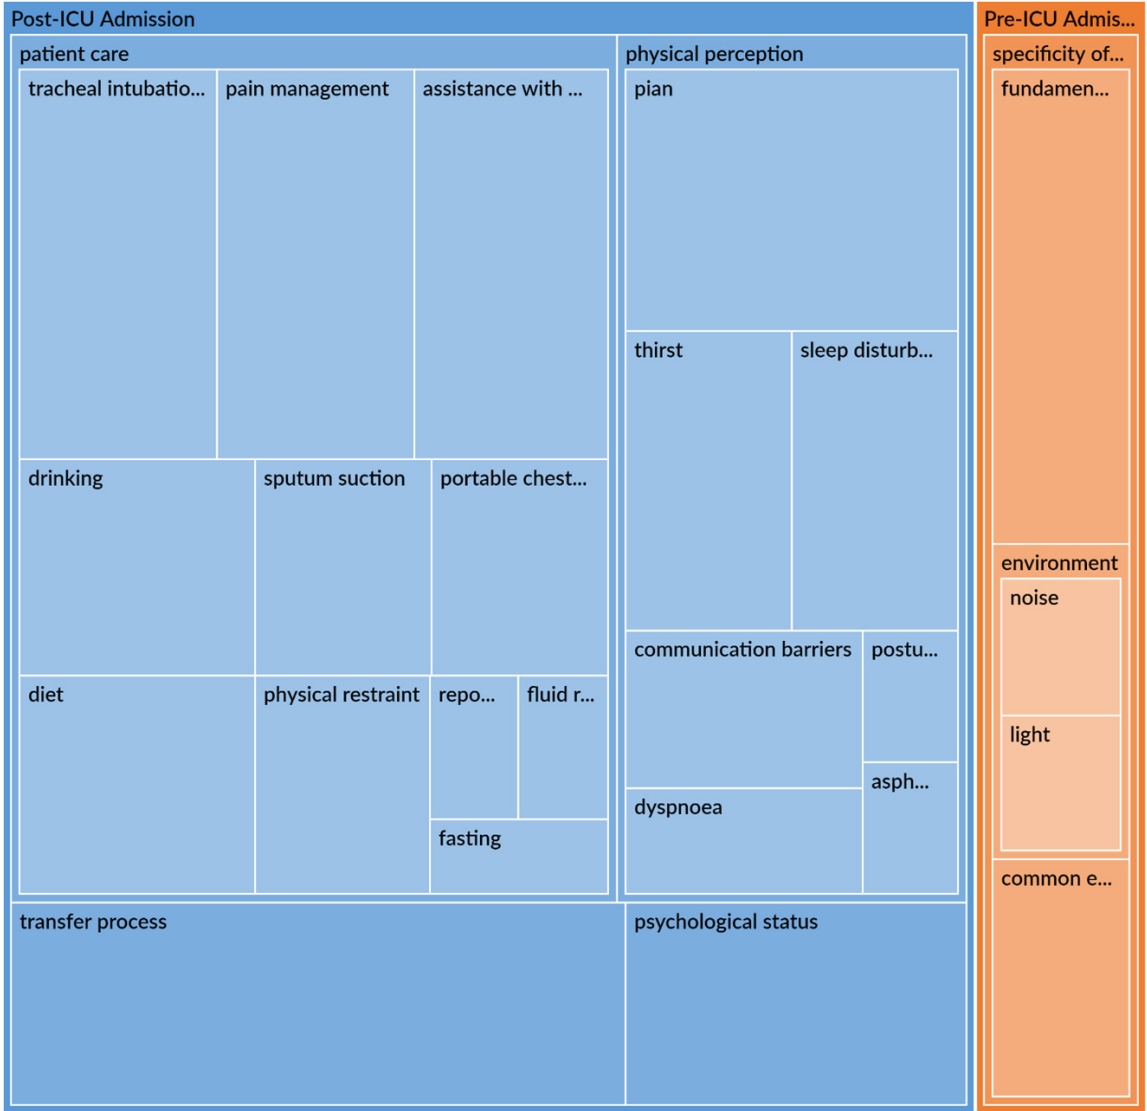 Post-ICU Admission
patient care
tracheal intubatio...
pain management
assistance with ...
drinking
sputum suction
portable chest...
diet
physical restraint
repo...
fluid r...
fasting
physical perception
pian
thirst
sleep disturb...
communication barriers
postu...
asph...
dyspnoea
transfer process
psychological status
Pre-ICU Admis...
specificity of...
fundamen...
environment
noise
light
common e...